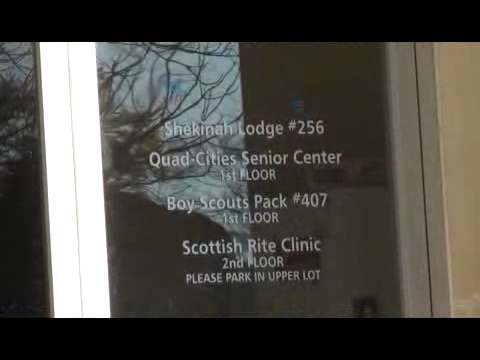 Shekinah Lodge #256
Quad-Cities Senior Center
1st FLOOR
Boy Scouts Pack #407
1st FLOOR
Scottish Rite Clinic
2nd FLOOR
PLEASE PARK IN UPPER LOT